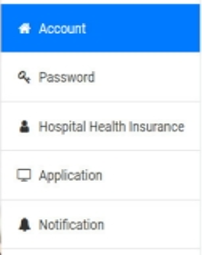 Account
Password
Hospital Health Insurance
Application
Notification